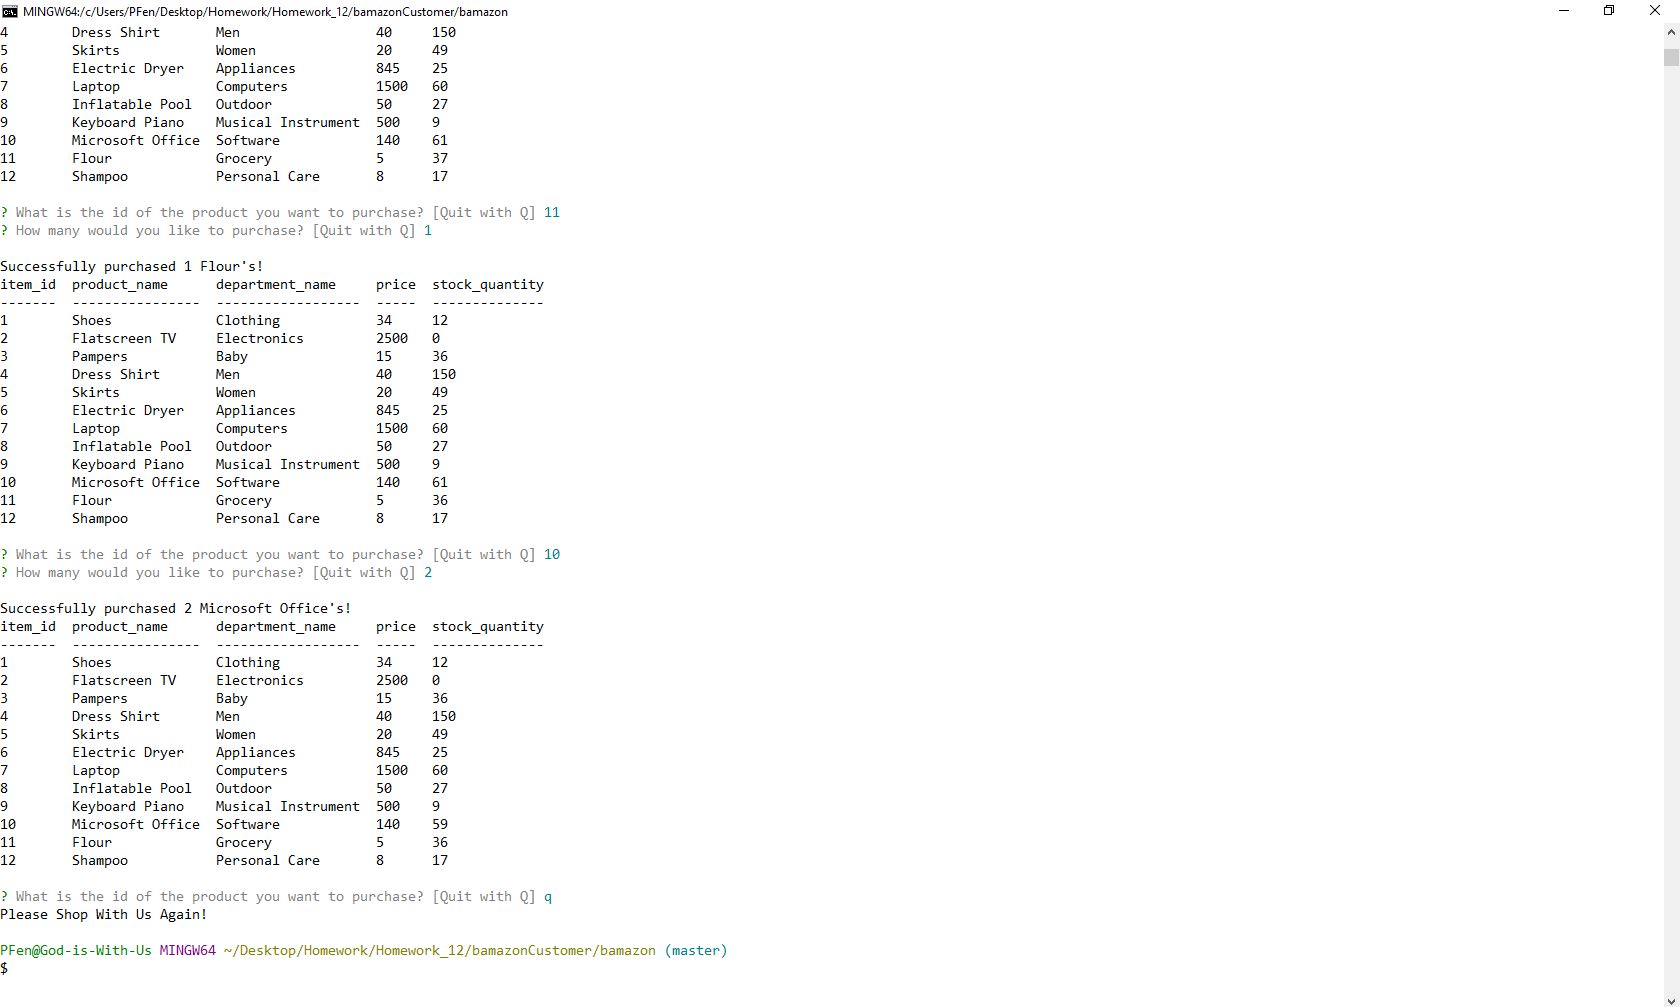 MINGW64:/c/Users/PFen/Desktop/Homework/Homework_12/bamazonCustomer/bamazon
4        Dress Shirt       Men                 40     150
5        Skirts            Women               20     49
6        Electric Dryer    Appliances          845    25
7        Laptop            Computers           1500   60
8        Inflatable Pool   Outdoor             50     27
9        Keyboard Piano    Musical Instrument  500    9
10       Microsoft Office  Software            140    61
11       Flour             Grocery             5      37
12       Shampoo           Personal Care       8      17
? What is the id of the product you want to purchase? [Quit with Q] 11
? How many would you like to purchase? [Quit with Q] 1
Successfully purchased 1 Flour's!
item_id  product_name      department_name     price  stock_quantity
-------  ----------------  ------------------  -----  --------------
1        Shoes             Clothing            34     12
2        Flatscreen TV     Electronics         2500   0
3        Pampers           Baby                15     36
4        Dress Shirt       Men                 40     150
5        Skirts            Women               20     49
6        Electric Dryer    Appliances          845    25
7        Laptop            Computers           1500   60
8        Inflatable Pool   Outdoor             50     27
9        Keyboard Piano    Musical Instrument  500    9
10       Microsoft Office  Software            140    61
11       Flour             Grocery             5      36
12       Shampoo           Personal Care       8      17
? What is the id of the product you want to purchase? [Quit with Q] 10
? How many would you like to purchase? [Quit with Q] 2
Successfully purchased 2 Microsoft Office's!
item_id  product_name      department_name     price  stock_quantity
-------  ----------------  ------------------  -----  --------------
1        Shoes             Clothing            34     12
2        Flatscreen TV     Electronics         2500   0
3        Pampers           Baby                15     36
4        Dress Shirt       Men                 40     150
5        Skirts            Women               20     49
6        Electric Dryer    Appliances          845    25
7        Laptop            Computers           1500   60
8        Inflatable Pool   Outdoor             50     27
9        Keyboard Piano    Musical Instrument  500    9
10       Microsoft Office  Software            140    59
11       Flour             Grocery             5      36
12       Shampoo           Personal Care       8      17
? What is the id of the product you want to purchase? [Quit with Q] q
Please Shop With Us Again!
PFen@God-is-With-Us MINGW64 ~/Desktop/Homework/Homework_12/bamazonCustomer/bamazon (master)
$